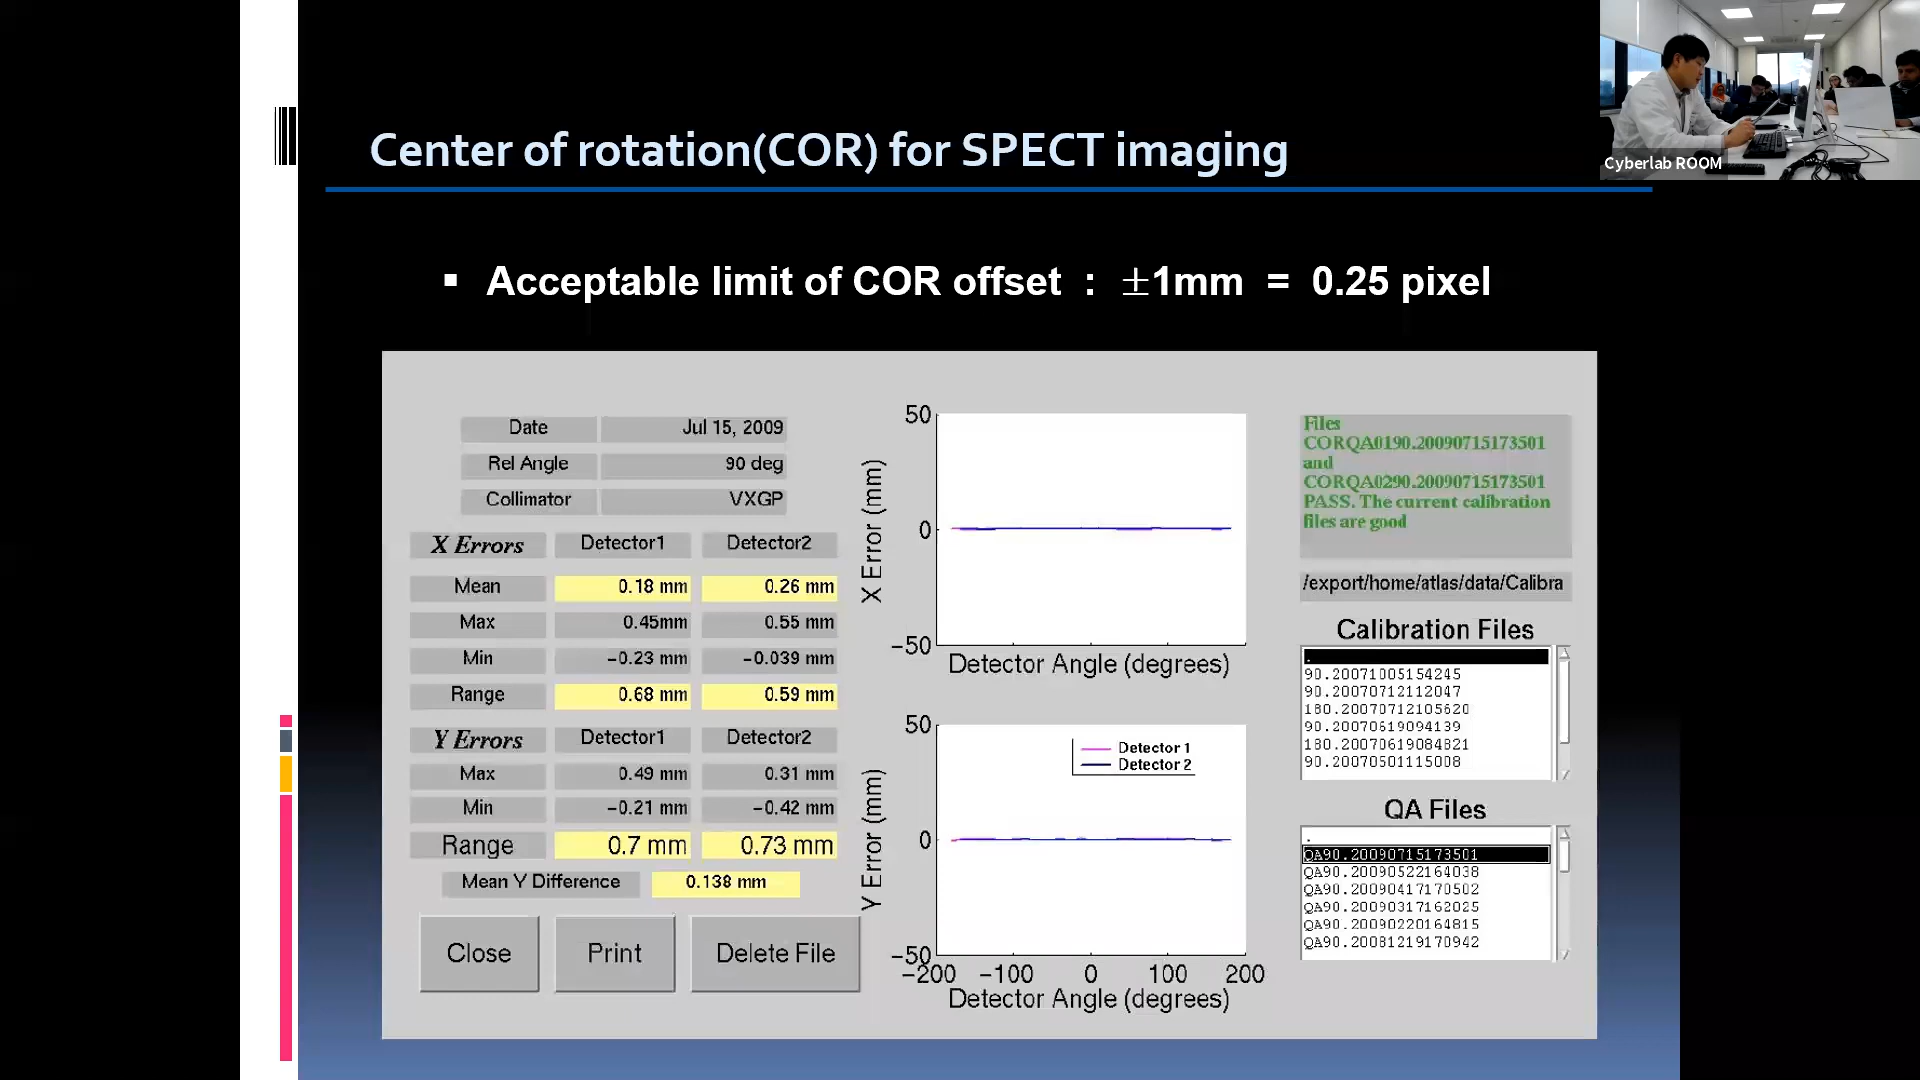 Center of rotation(COR) for SPECT imaging
Cyberlab ROOM
▪ Acceptable limit of COR offset : ±1mm = 0.25 pixel
Date Jul 15, 2009
Rel Angle 90 deg
Collimator VXGP
X Errors Detector1 Detector2
Mean 0.18 mm 0.26 mm
Max 0.45mm 0.55 mm
Min −0.23 mm −0.039 mm
Range 0.68 mm 0.59 mm
Y Errors Detector1 Detector2
Max 0.49 mm 0.31 mm
Min −0.21 mm −0.42 mm
Range 0.7 mm 0.73 mm
Mean Y Difference 0.138 mm
Close Print Delete File
50
0
−50
X Error (mm)
Detector Angle (degrees)
50
0
−50
Y Error (mm)
Detector 1
Detector 2
−200 −100 0 100 200
Detector Angle (degrees)
Files
CORQA0190.20090715173501
and
CORQA0290.20090715173501
PASS. The current calibration
files are good
/export/home/atlas/data/Calibra
Calibration Files
.
90.20071005154245
90.20070712112047
180.20070712105620
90.20070619094139
180.20070619084821
90.20070501115008
QA Files
.
QA90.20090715173501
QA90.20090522164038
QA90.20090417170502
QA90.20090317162025
QA90.20090220164815
QA90.20081219170942